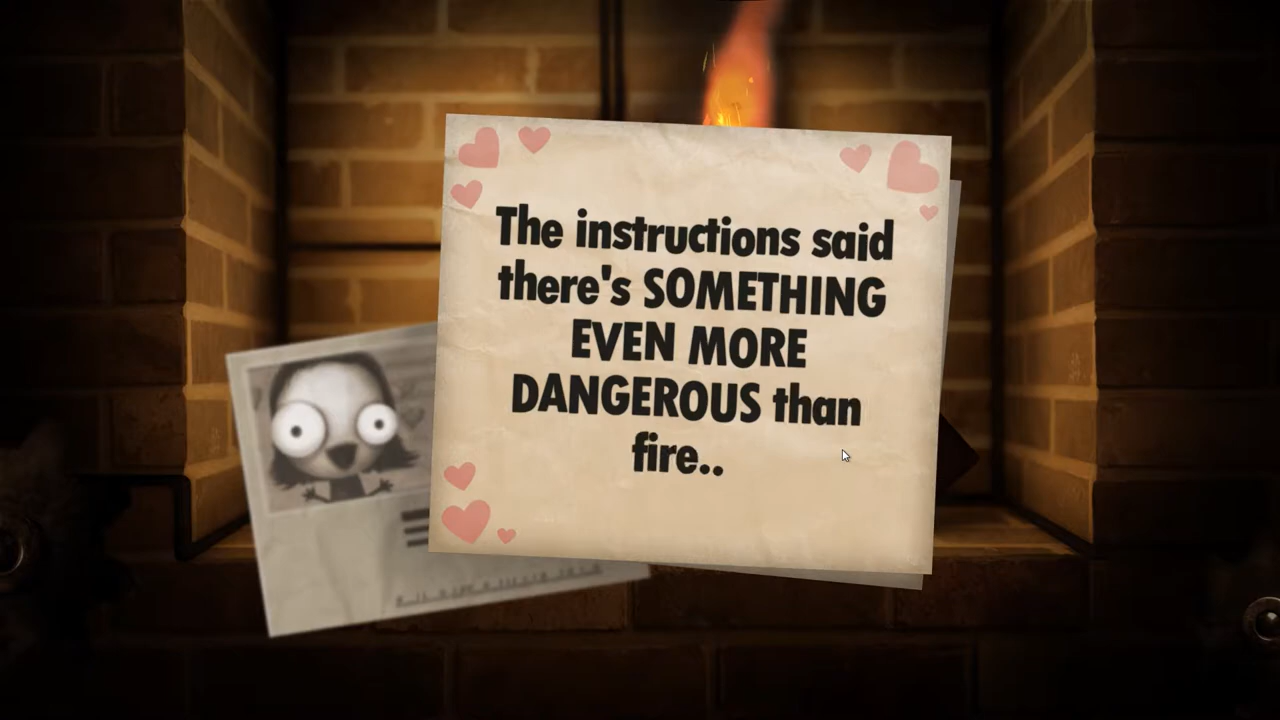 The instructions said
there's SOMETHING
EVEN MORE
DANGEROUS than
fire..